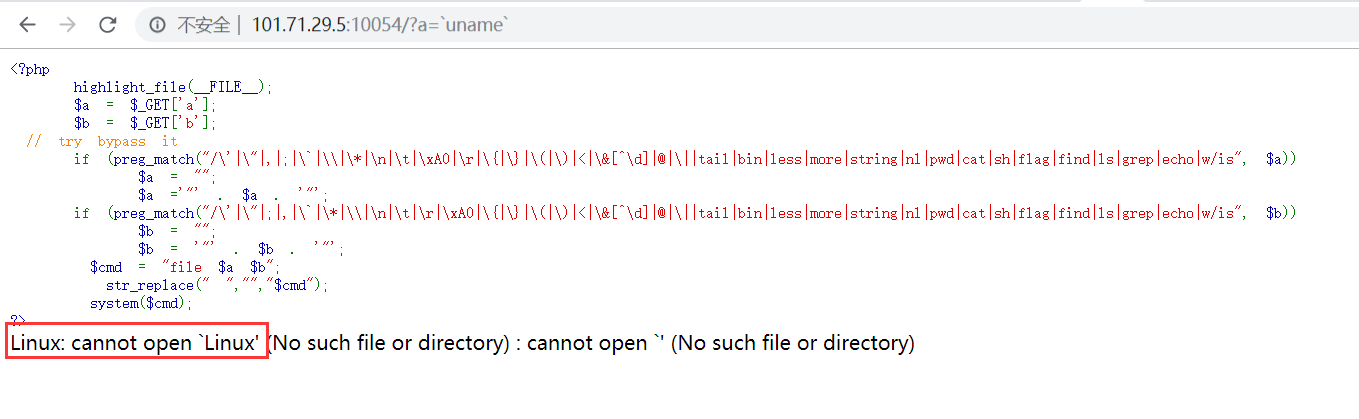 不安全 | 101.71.29.5:10054/?a=`uname`
<?php
highlight_file(__FILE__);
$a = $_GET['a'];
$b = $_GET['b'];
// try bypass it
if (preg_match("/\'|\"|,|;|\`|\\|\*|\n|\t|\xA0|\r|\{|\}|\(|\)|<|\&[^\d]|@|\||tail|bin|less|more|string|nl|pwd|cat|sh|flag|find|ls|grep|echo|w/is", $a))
$a = "";
$a ='"' . $a . '"';
if (preg_match("/\'|\"|;|,|\`|\*|\\|\n|\t|\r|\xA0|\{|\}|\(|\)|<|\&[^\d]|@|\||tail|bin|less|more|string|nl|pwd|cat|sh|flag|find|ls|grep|echo|w/is", $b))
$b = "";
$b = '"' . $b . '"';
$cmd = "file $a $b";
str_replace(" ","","$cmd");
system($cmd);
?>
Linux: cannot open `Linux' (No such file or directory) : cannot open `' (No such file or directory)